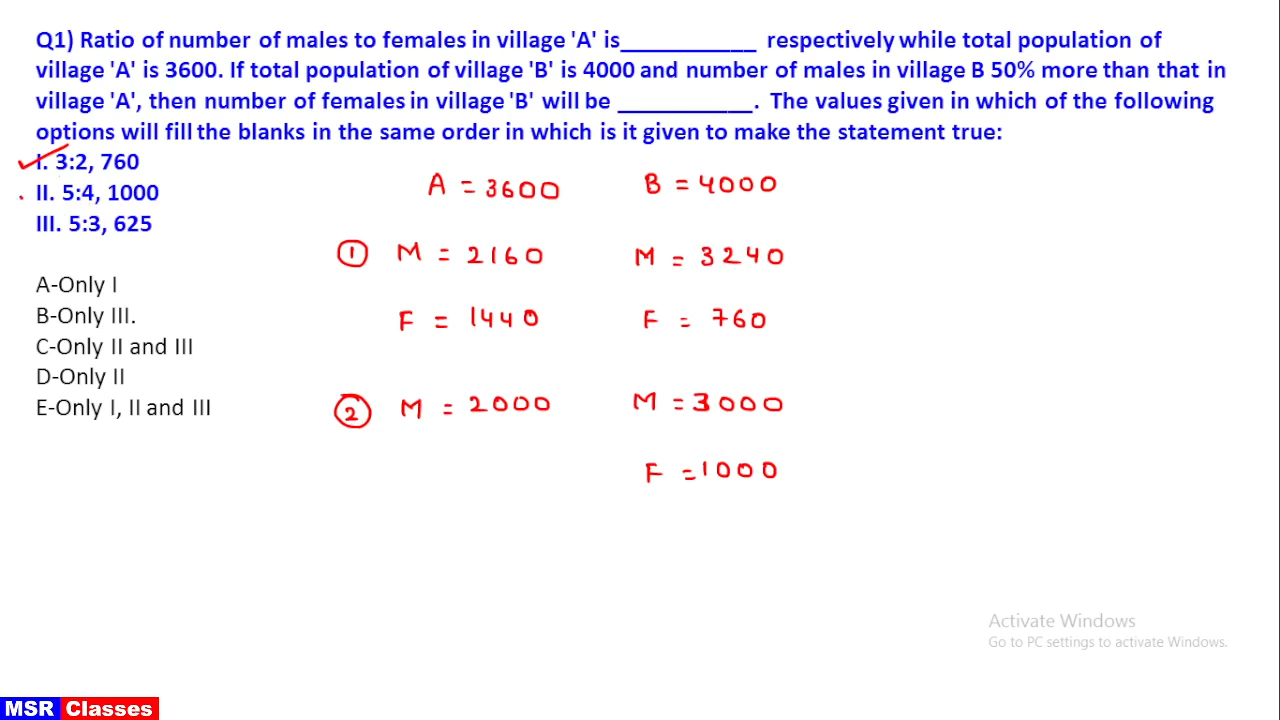 Q1) Ratio of number of males to females in village 'A' is___________ respectively while total population of
village 'A' is 3600. If total population of village 'B' is 4000 and number of males in village B 50% more than that in
village 'A', then number of females in village 'B' will be ___________. The values given in which of the following
options will fill the blanks in the same order in which is it given to make the statement true:
I. 3:2, 760
II. 5:4, 1000
III. 5:3, 625
A = 3600 B = 4000
① M = 2160 M = 3240
F = 1440 F = 760
② M = 2000 M = 3000
F = 1000
A-Only I
B-Only III.
C-Only II and III
D-Only II
E-Only I, II and III
Activate Windows
Go to PC settings to activate Windows.
MSR Classes